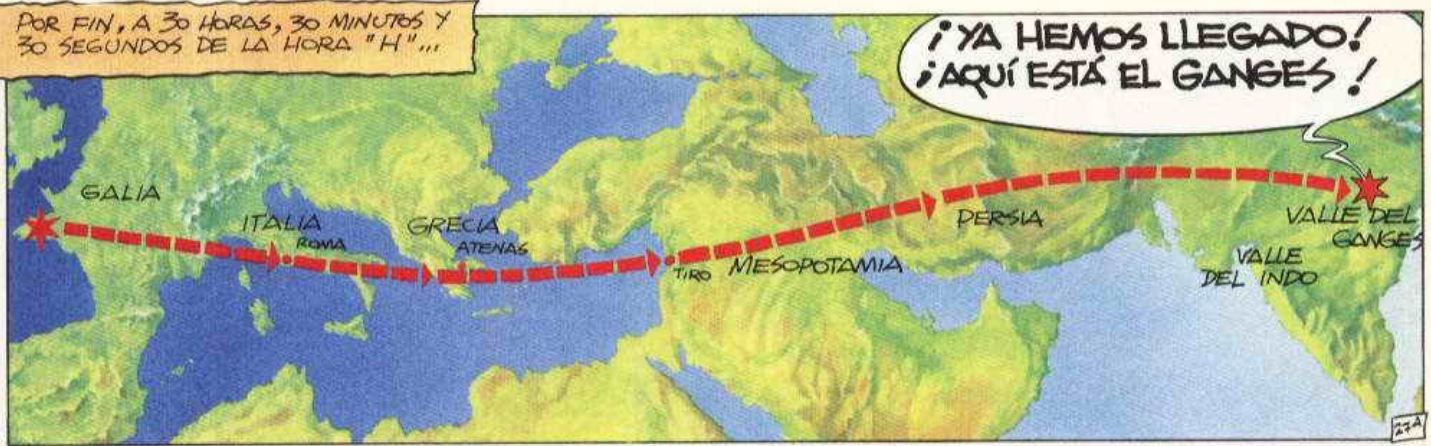 POR FIN, A 30 HORAS, 30 MINUTOS Y
30 SEGUNDOS DE LA HORA "H"...
¡YA HEMOS LLEGADO!
¡AQUÍ ESTÁ EL GANGES!
GALIA
ITALIA
ROMA
GRECIA
ATENAS
TIRO
MESOPOTAMIA
PERSIA
VALLE DEL
GANGES
VALLE
DEL INDO
27A